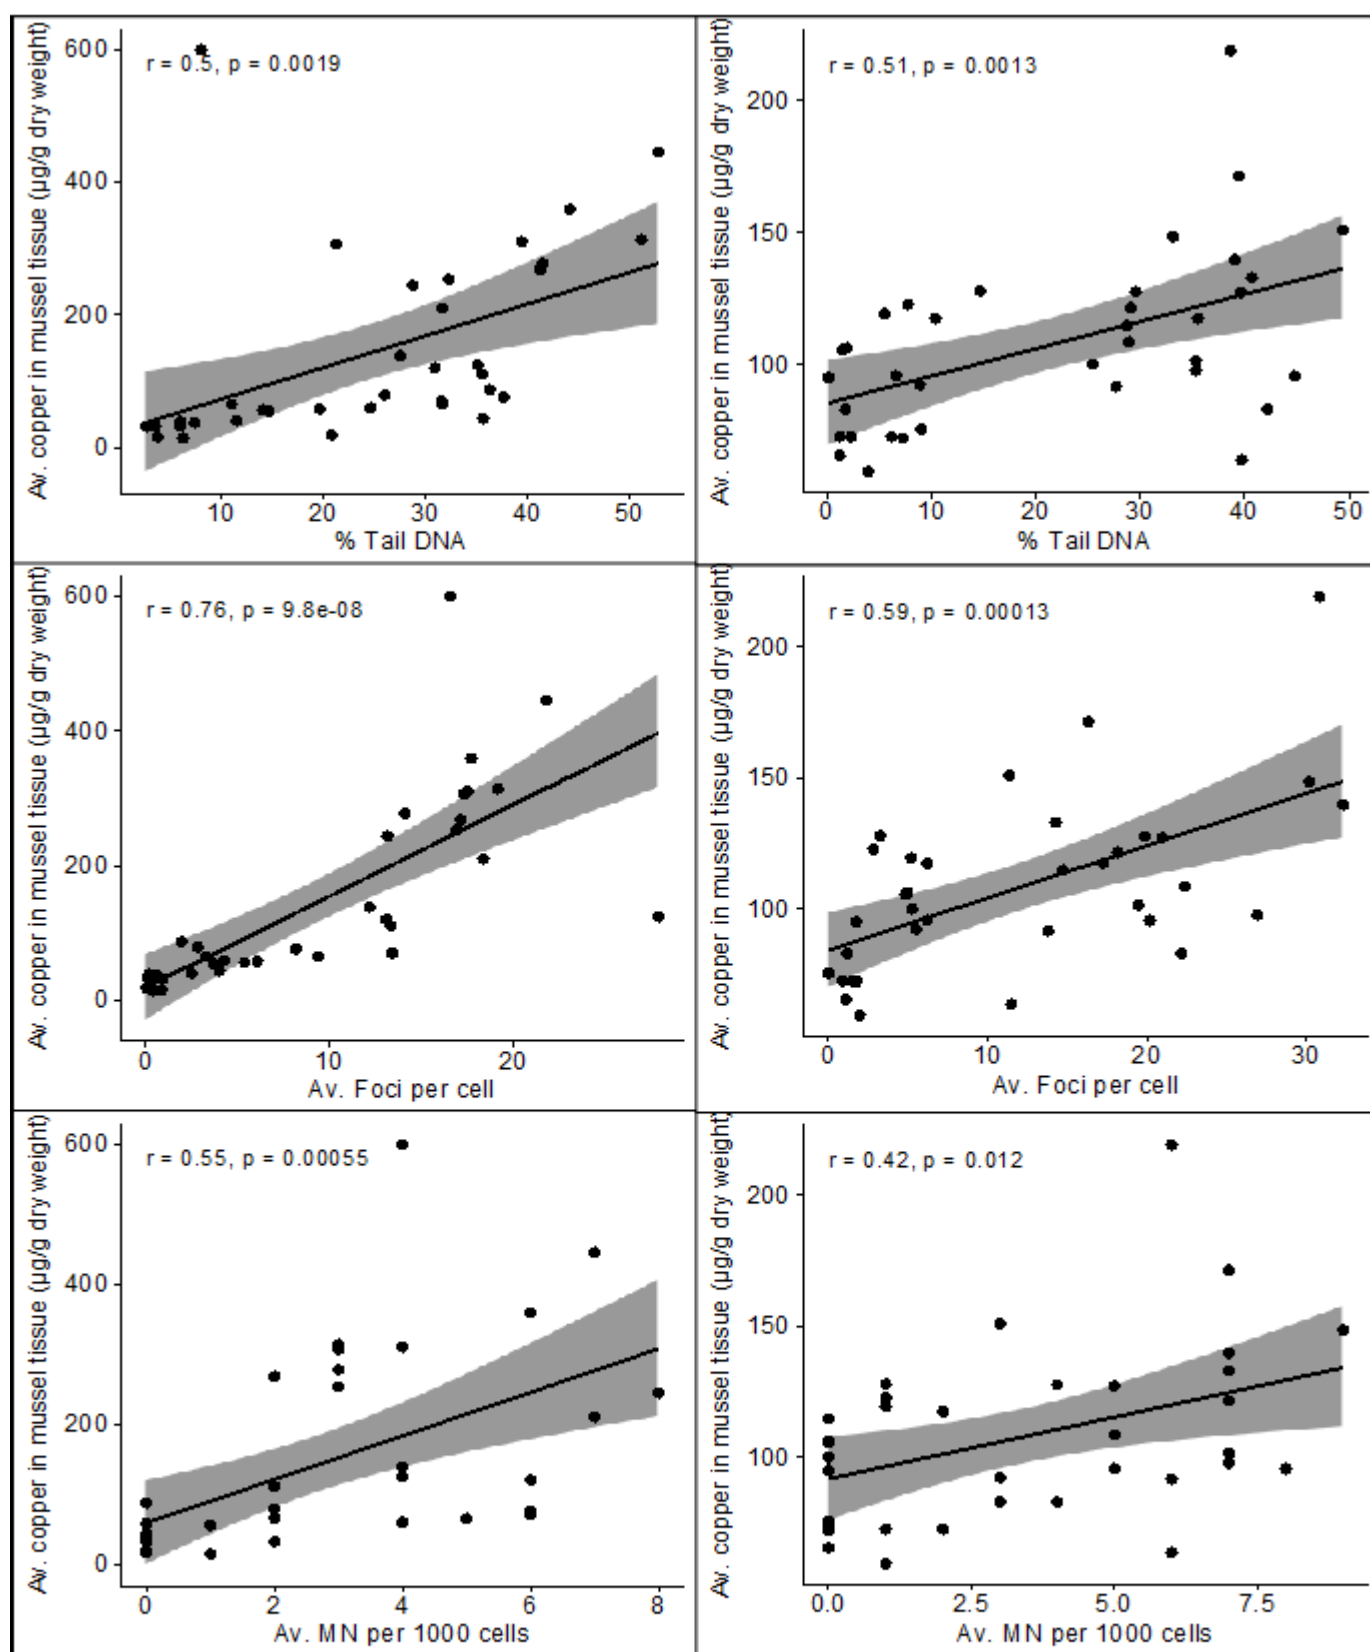 Av. copper in mussel tissue (µg/g dry weight)
r = 0.5, p = 0.0019
600
400
200
0
10 20 30 40 50
% Tail DNA
Av. copper in mussel tissue (µg/g dry weight)
r = 0.51, p = 0.0013
200
150
100
0 10 20 30 40 50
% Tail DNA
Av. copper in mussel tissue (µg/g dry weight)
r = 0.76, p = 9.8e-08
600
400
200
0
0 10 20
Av. Foci per cell
Av. copper in mussel tissue (µg/g dry weight)
r = 0.59, p = 0.00013
200
150
100
0 10 20 30
Av. Foci per cell
Av. copper in mussel tissue (µg/g dry weight)
r = 0.55, p = 0.00055
600
400
200
0
0 2 4 6 8
Av. MN per 1000 cells
Av. copper in mussel tissue (µg/g dry weight)
r = 0.42, p = 0.012
200
150
100
0.0 2.5 5.0 7.5
Av. MN per 1000 cells